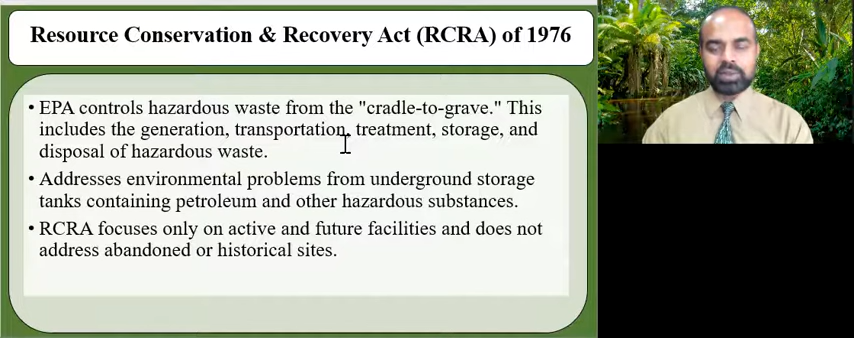 Resource Conservation & Recovery Act (RCRA) of 1976
• EPA controls hazardous waste from the "cradle-to-grave." This
includes the generation, transportation, treatment, storage, and
disposal of hazardous waste.
• Addresses environmental problems from underground storage
tanks containing petroleum and other hazardous substances.
• RCRA focuses only on active and future facilities and does not
address abandoned or historical sites.